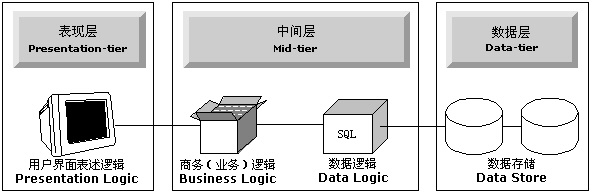 表现层
Presentation-tier
中间层
Mid-tier
数据层
Data-tier
SQL
用户界面表述逻辑
Presentation Logic
商务(业务)逻辑
Business Logic
数据逻辑
Data Logic
数据存储
Data Store